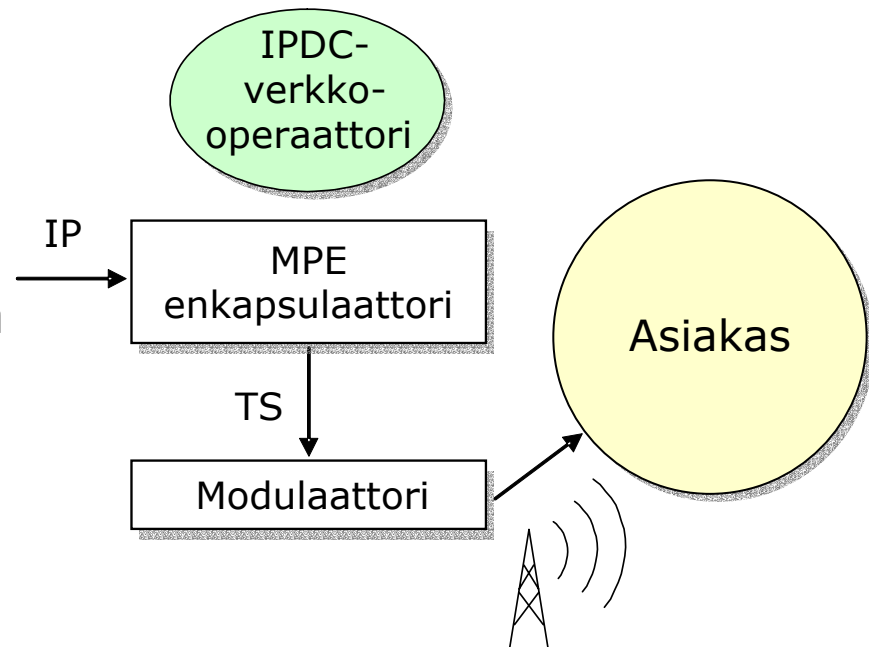 IPDC-
verkko-
operaattori
IP
MPE
enkapsulaattori
Asiakas
TS
Modulaattori